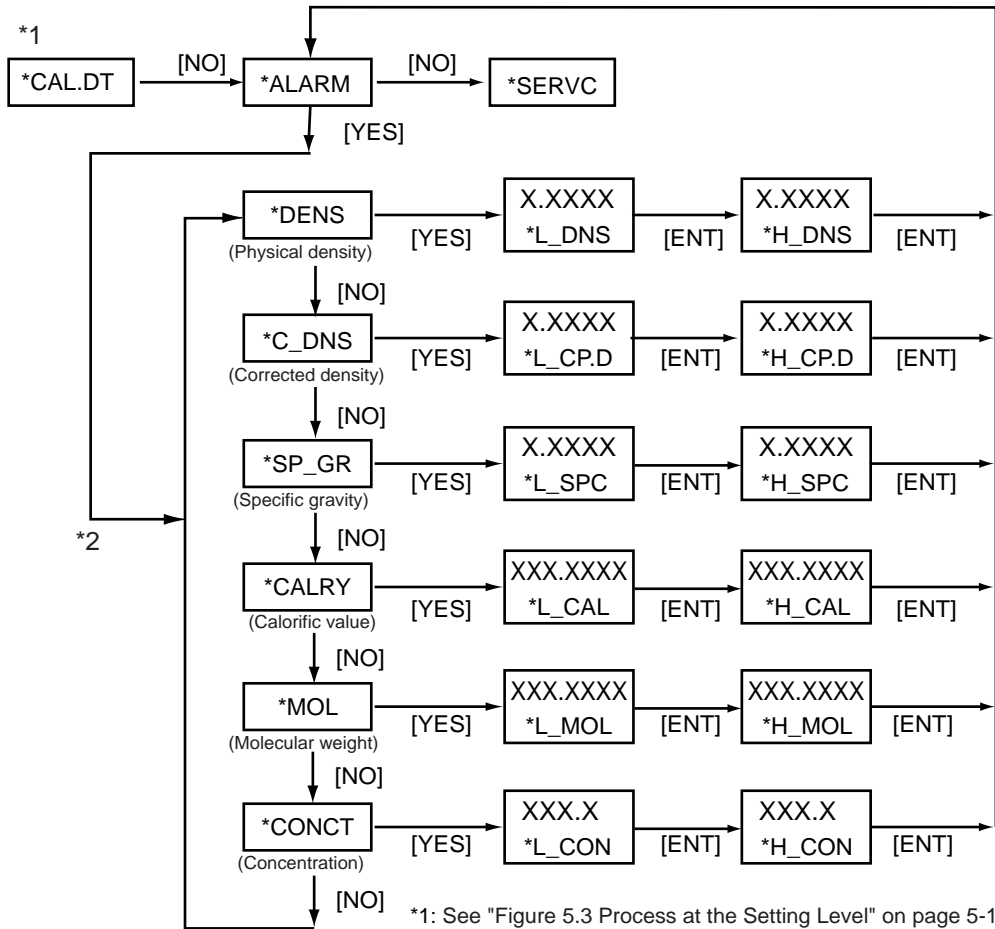 *1
*CAL.DT [NO] *ALARM [NO] *SERVC
[YES]
*DENS [YES] X.XXXX *L_DNS [ENT] X.XXXX *H_DNS [ENT]
(Physical density)
[NO]
*C_DNS [YES] X.XXXX *L_CP.D [ENT] X.XXXX *H_CP.D [ENT]
(Corrected density)
[NO]
*SP_GR [YES] X.XXXX *L_SPC [ENT] X.XXXX *H_SPC [ENT]
(Specific gravity)
*2
[NO]
*CALRY [YES] XXX.XXXX *L_CAL [ENT] XXX.XXXX *H_CAL [ENT]
(Calorific value)
[NO]
*MOL [YES] XXX.XXXX *L_MOL [ENT] XXX.XXXX *H_MOL [ENT]
(Molecular weight)
[NO]
*CONCT [YES] XXX.X *L_CON [ENT] XXX.X *H_CON [ENT]
(Concentration)
[NO]
*1: See "Figure 5.3 Process at the Setting Level" on page 5-1